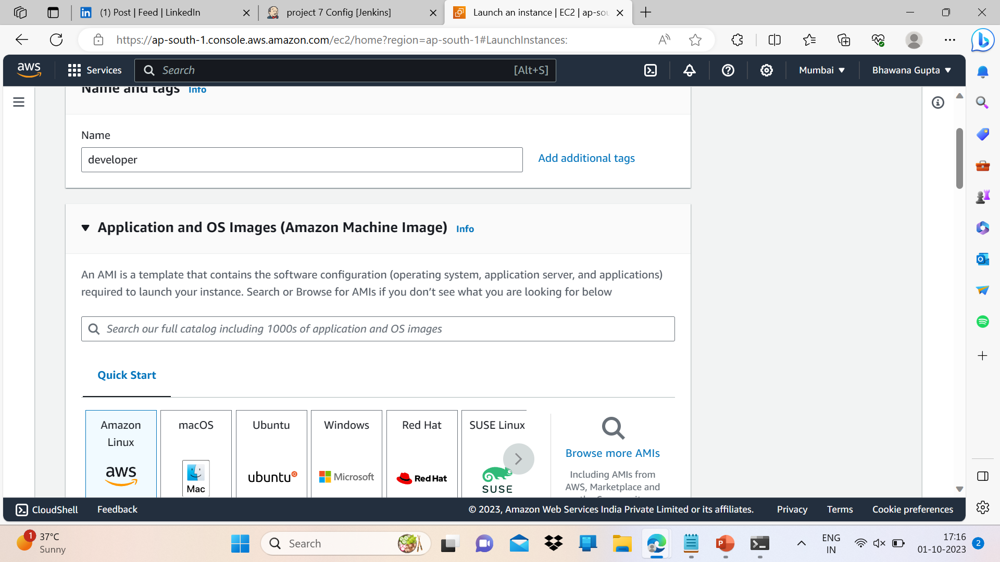 (1) Post | Feed | LinkedIn
project 7 Config [Jenkins]
Launch an instance | EC2 | ap-sou
https://ap-south-1.console.aws.amazon.com/ec2/home?region=ap-south-1#LaunchInstances:
aws
Services
Search
[Alt+S]
Mumbai
Bhawana Gupta
Name and tags Info
Name
developer
Add additional tags
Application and OS Images (Amazon Machine Image) Info
An AMI is a template that contains the software configuration (operating system, application server, and applications)
required to launch your instance. Search or Browse for AMIs if you don’t see what you are looking for below
Search our full catalog including 1000s of application and OS images
Quick Start
Amazon
Linux
aws
macOS
Mac
Ubuntu
ubuntu
Windows
Microsoft
Red Hat
Red Hat
SUSE Linux
SUSE
Browse more AMIs
Including AMIs from
AWS, Marketplace and
CloudShell
Feedback
© 2023, Amazon Web Services India Private Limited or its affiliates.
Privacy
Terms
Cookie preferences
1
37°C
Sunny
Search
ENG
IN
17:16
01-10-2023
2